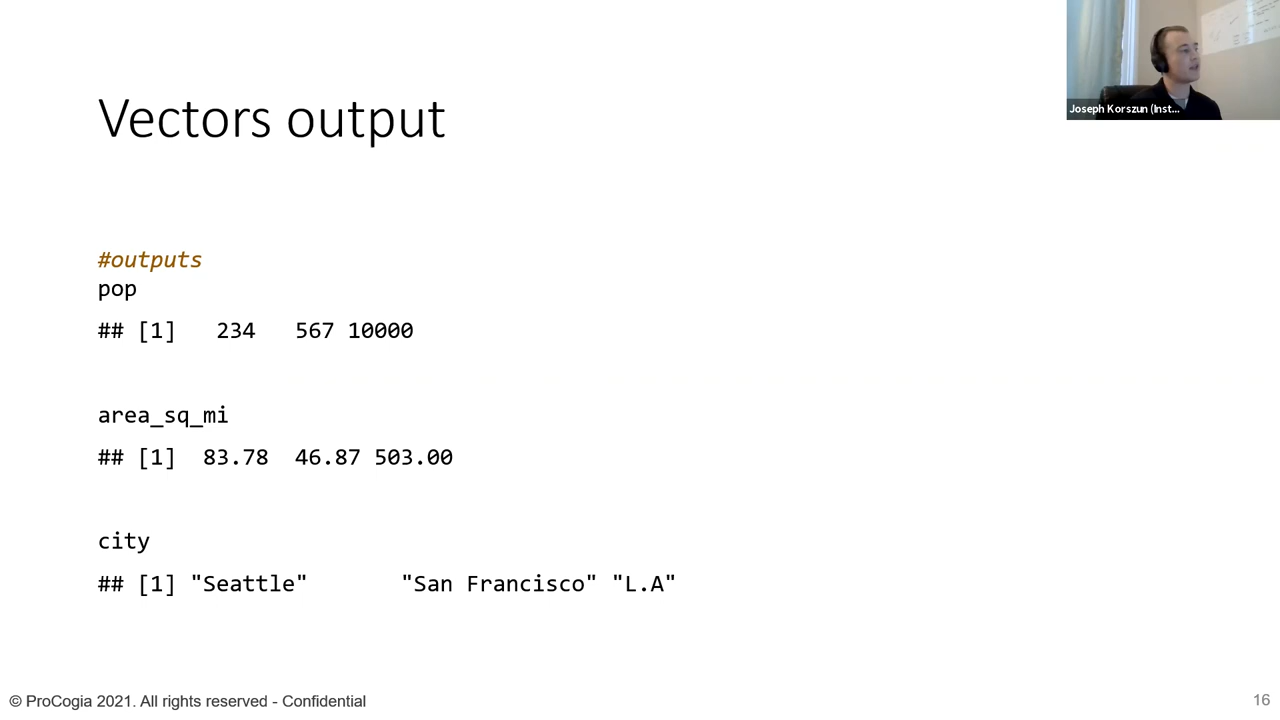 Joseph Korszun (Inst...
Vectors output
#outputs
pop
## [1]   234   567 10000
area_sq_mi
## [1]  83.78  46.87 503.00
city
## [1] "Seattle"       "San Francisco" "L.A"
© ProCogia 2021. All rights reserved - Confidential
16